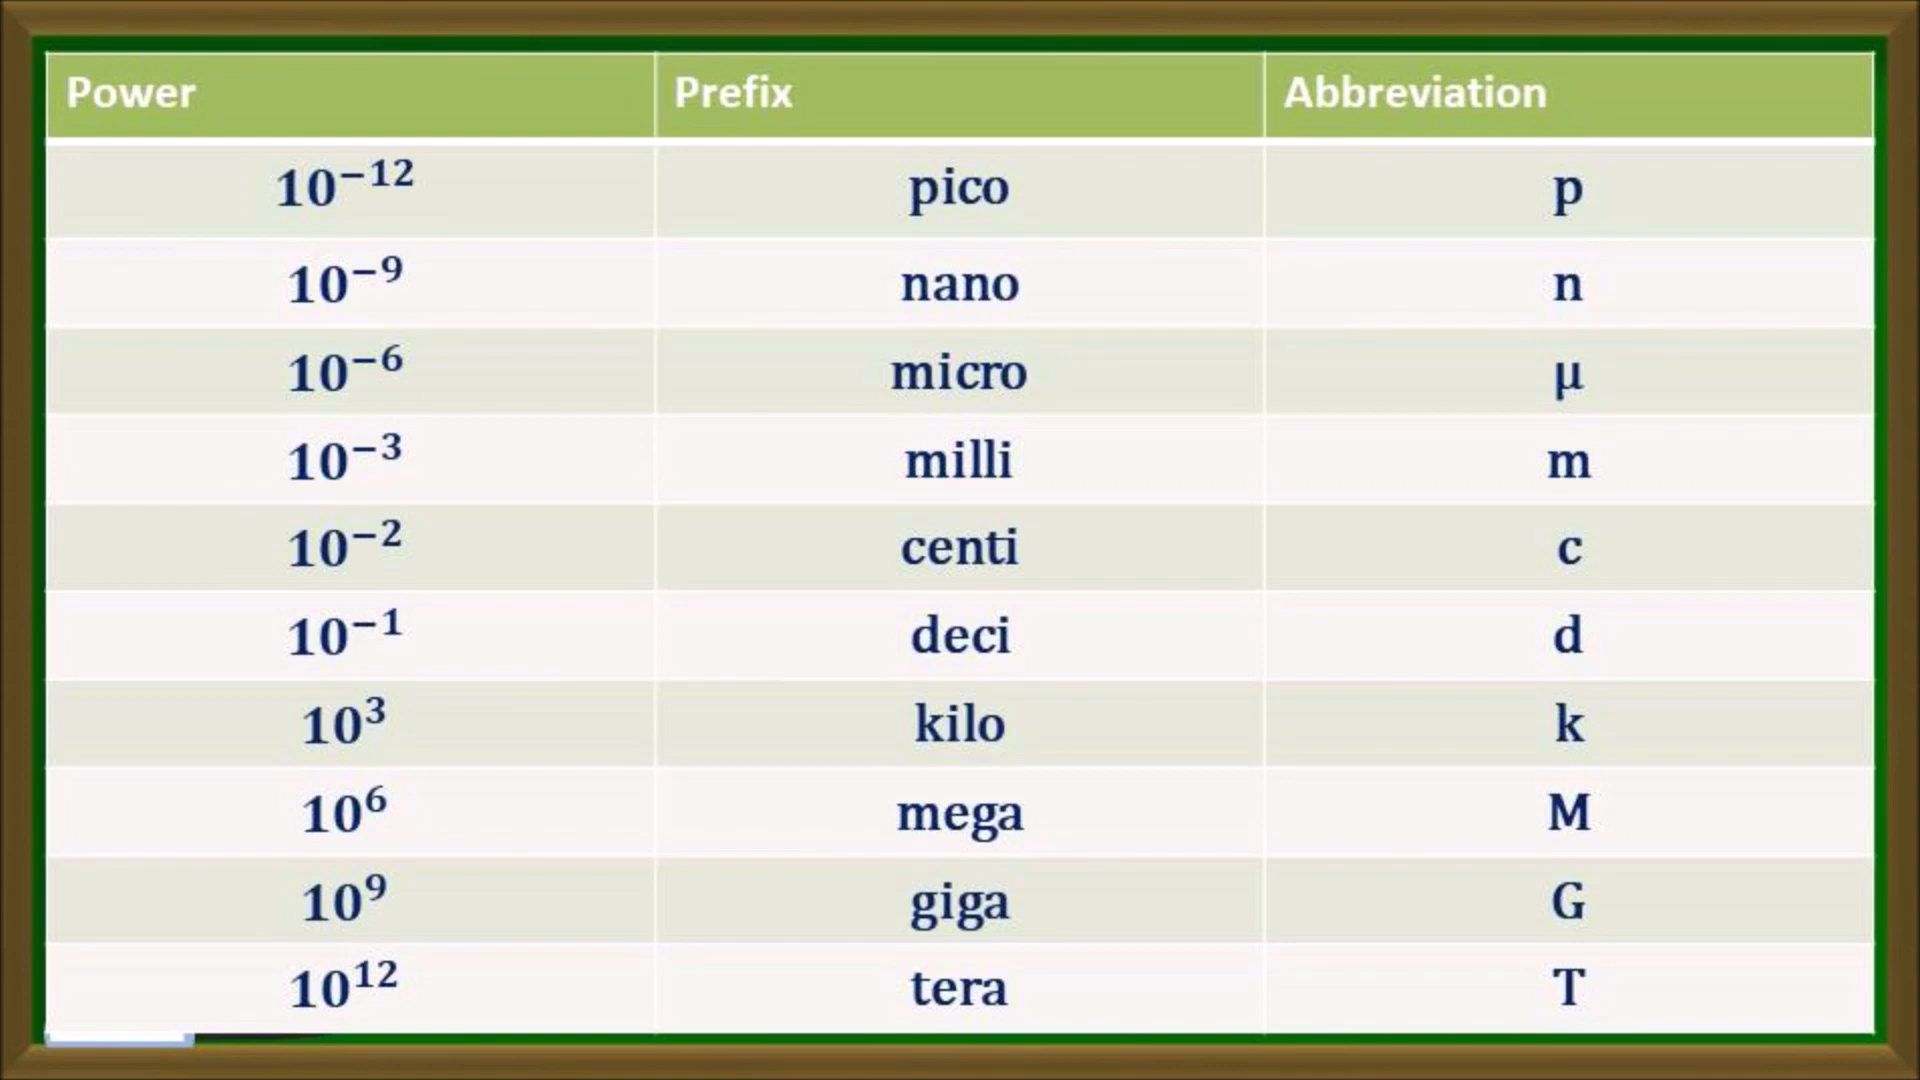 Power Prefix Abbreviation
10⁻¹² pico p
10⁻⁹ nano n
10⁻⁶ micro μ
10⁻³ milli m
10⁻² centi c
10⁻¹ deci d
10³ kilo k
10⁶ mega M
10⁹ giga G
10¹² tera T